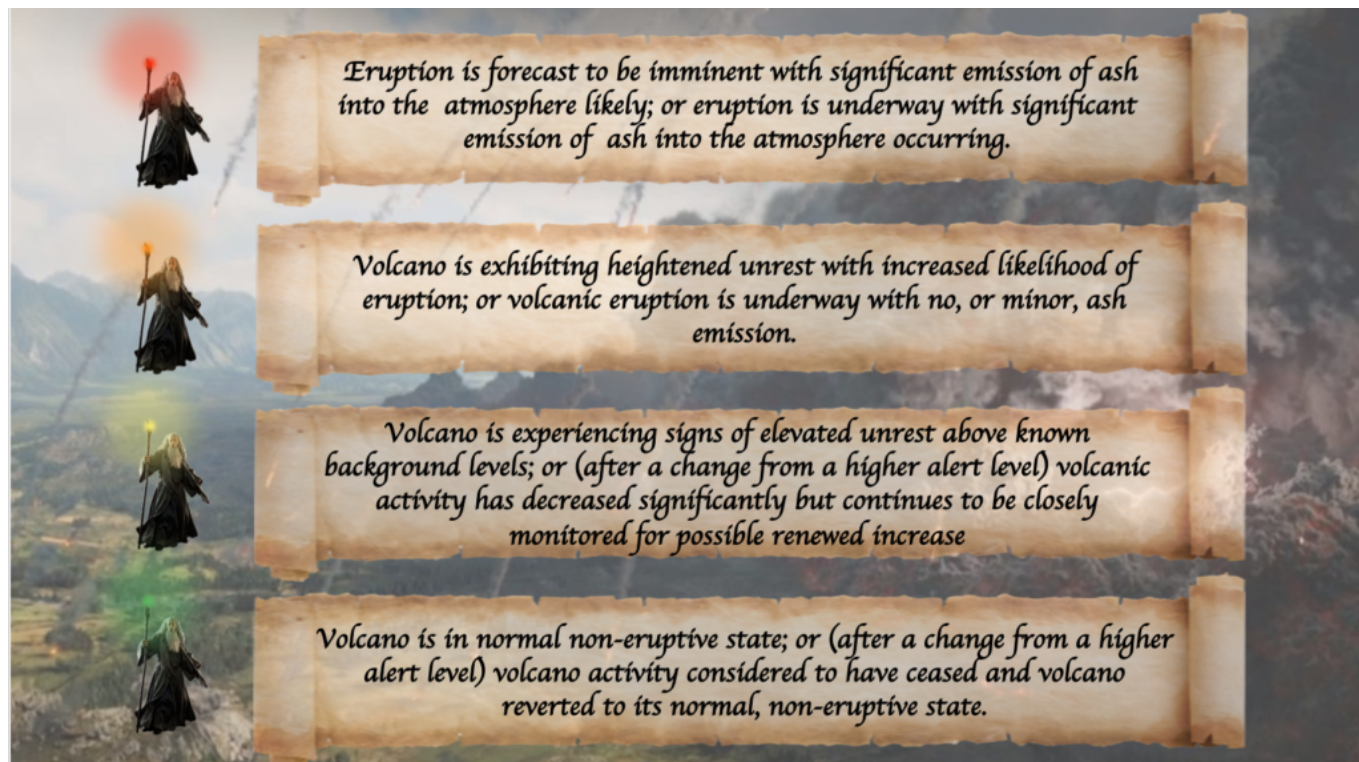 Eruption is forecast to be imminent with significant emission of ash
into the atmosphere likely; or eruption is underway with significant
emission of ash into the atmosphere occurring.
Volcano is exhibiting heightened unrest with increased likelihood of
eruption; or volcanic eruption is underway with no, or minor, ash
emission.
Volcano is experiencing signs of elevated unrest above known
background levels; or (after a change from a higher alert level) volcanic
activity has decreased significantly but continues to be closely
monitored for possible renewed increase
Volcano is in normal non-eruptive state; or (after a change from a higher
alert level) volcano activity considered to have ceased and volcano
reverted to its normal, non-eruptive state.